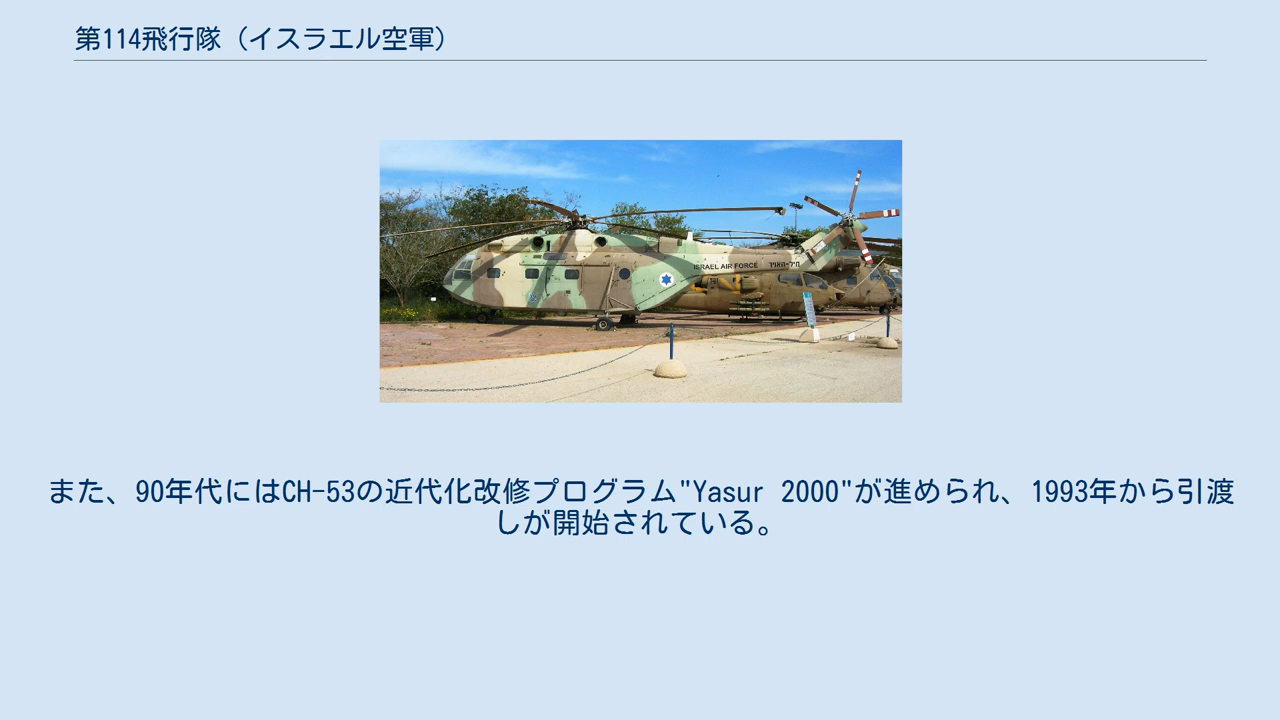 第114飛行隊（イスラエル空軍）
ISRAEL AIR FORCE חיל-האויר
また、90年代にはCH-53の近代化改修プログラム"Yasur 2000"が進められ、1993年から引渡
しが開始されている。